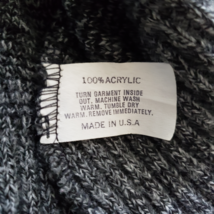 100% ACRYLIC
TURN GARMENT INSIDE
OUT. MACHINE WASH
WARM. TUMBLE DRY
WARM. REMOVE IMMEDIATELY.
MADE IN U.S.A